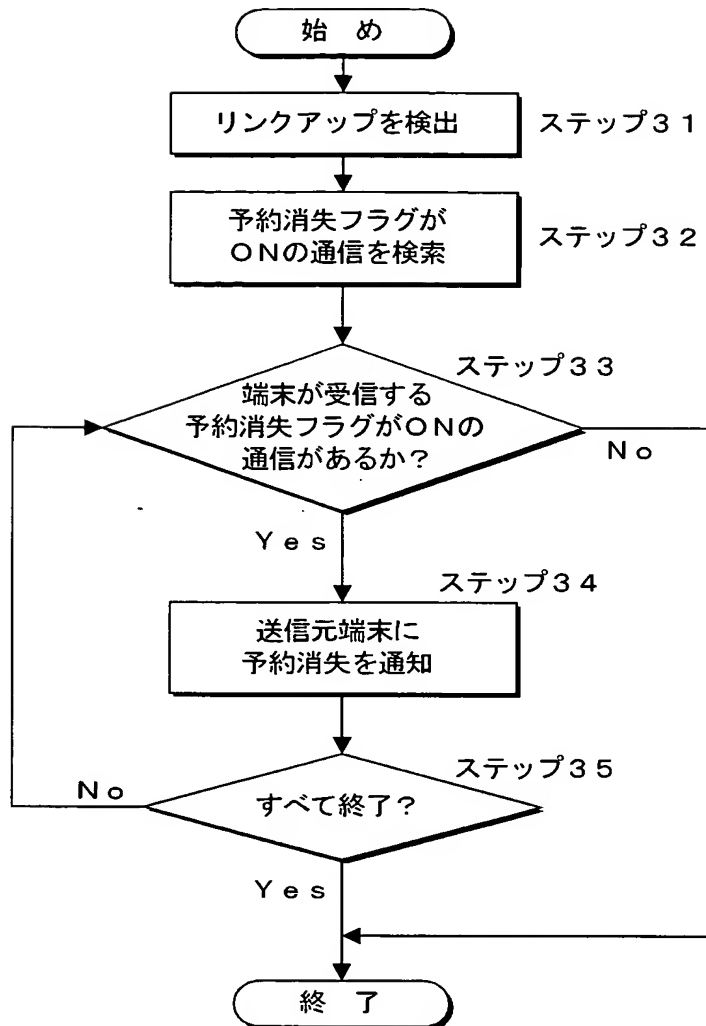 始 め
リンクアップを検出
ステップ31
予約消失フラグが
ONの通信を検索
ステップ32
ステップ33
端末が受信する
予約消失フラグがONの
通信があるか?
No
Yes
ステップ34
送信元端末に
予約消失を通知
ステップ35
No
すべて終了?
Yes
終 了